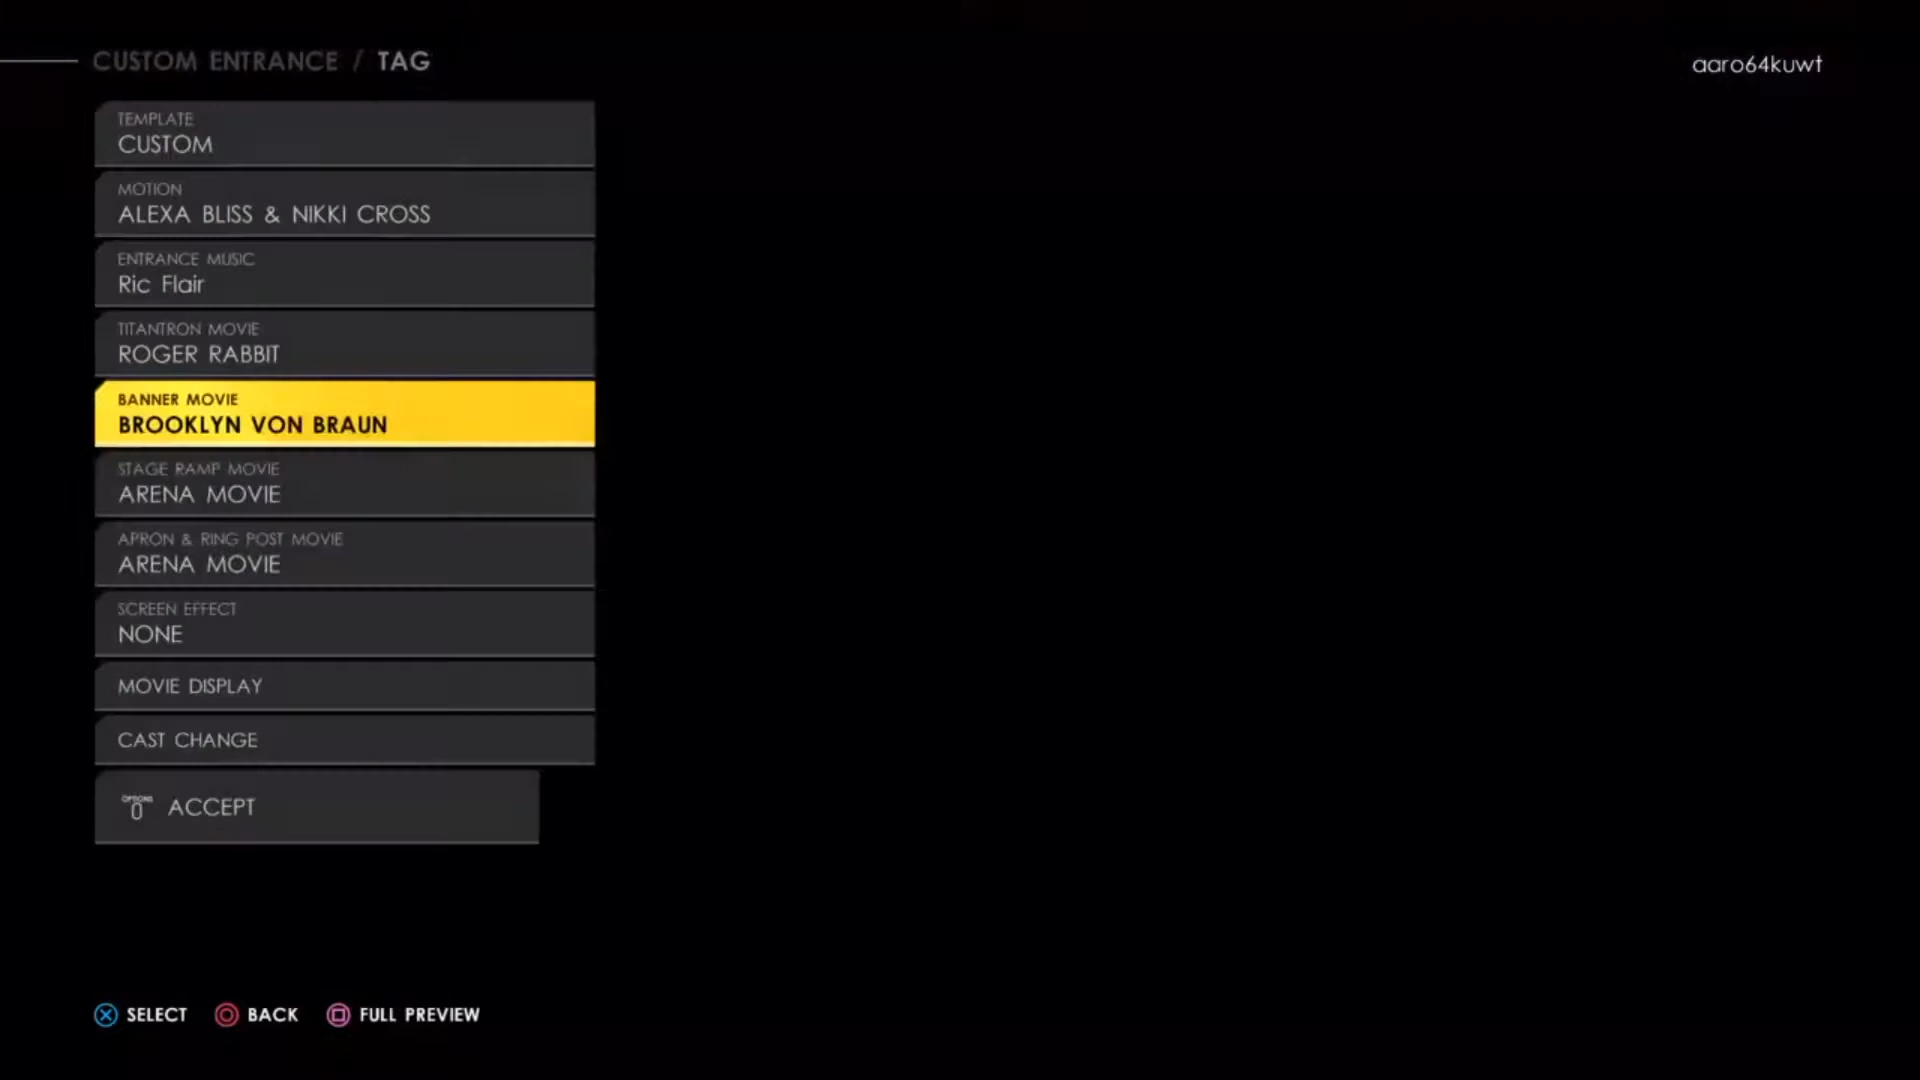 CUSTOM ENTRANCE / TAG
aaro64kuwt
TEMPLATE
CUSTOM
MOTION
ALEXA BLISS & NIKKI CROSS
ENTRANCE MUSIC
Ric Flair
TITANTRON MOVIE
ROGER RABBIT
BANNER MOVIE
BROOKLYN VON BRAUN
STAGE RAMP MOVIE
ARENA MOVIE
APRON & RING POST MOVIE
ARENA MOVIE
SCREEN EFFECT
NONE
MOVIE DISPLAY
CAST CHANGE
OPTIONS ACCEPT
SELECT BACK FULL PREVIEW